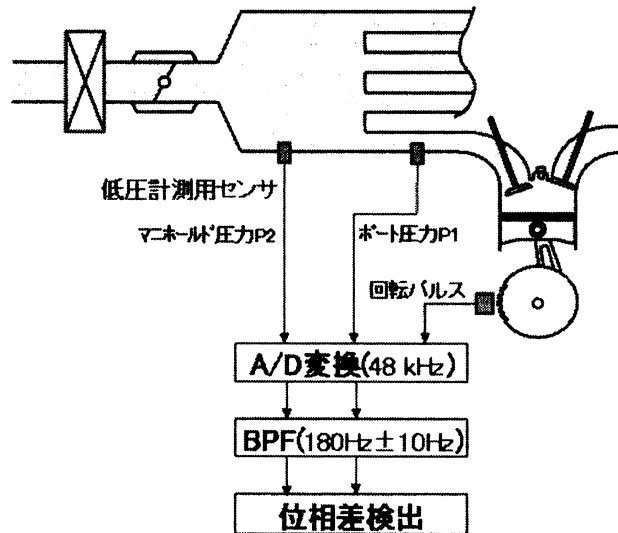 低圧計測用センサ
マニホールド圧力P2
ポート圧力P1
回転パルス
A/D変換(48 kHz)
BPF(180Hz±10Hz)
位相差検出